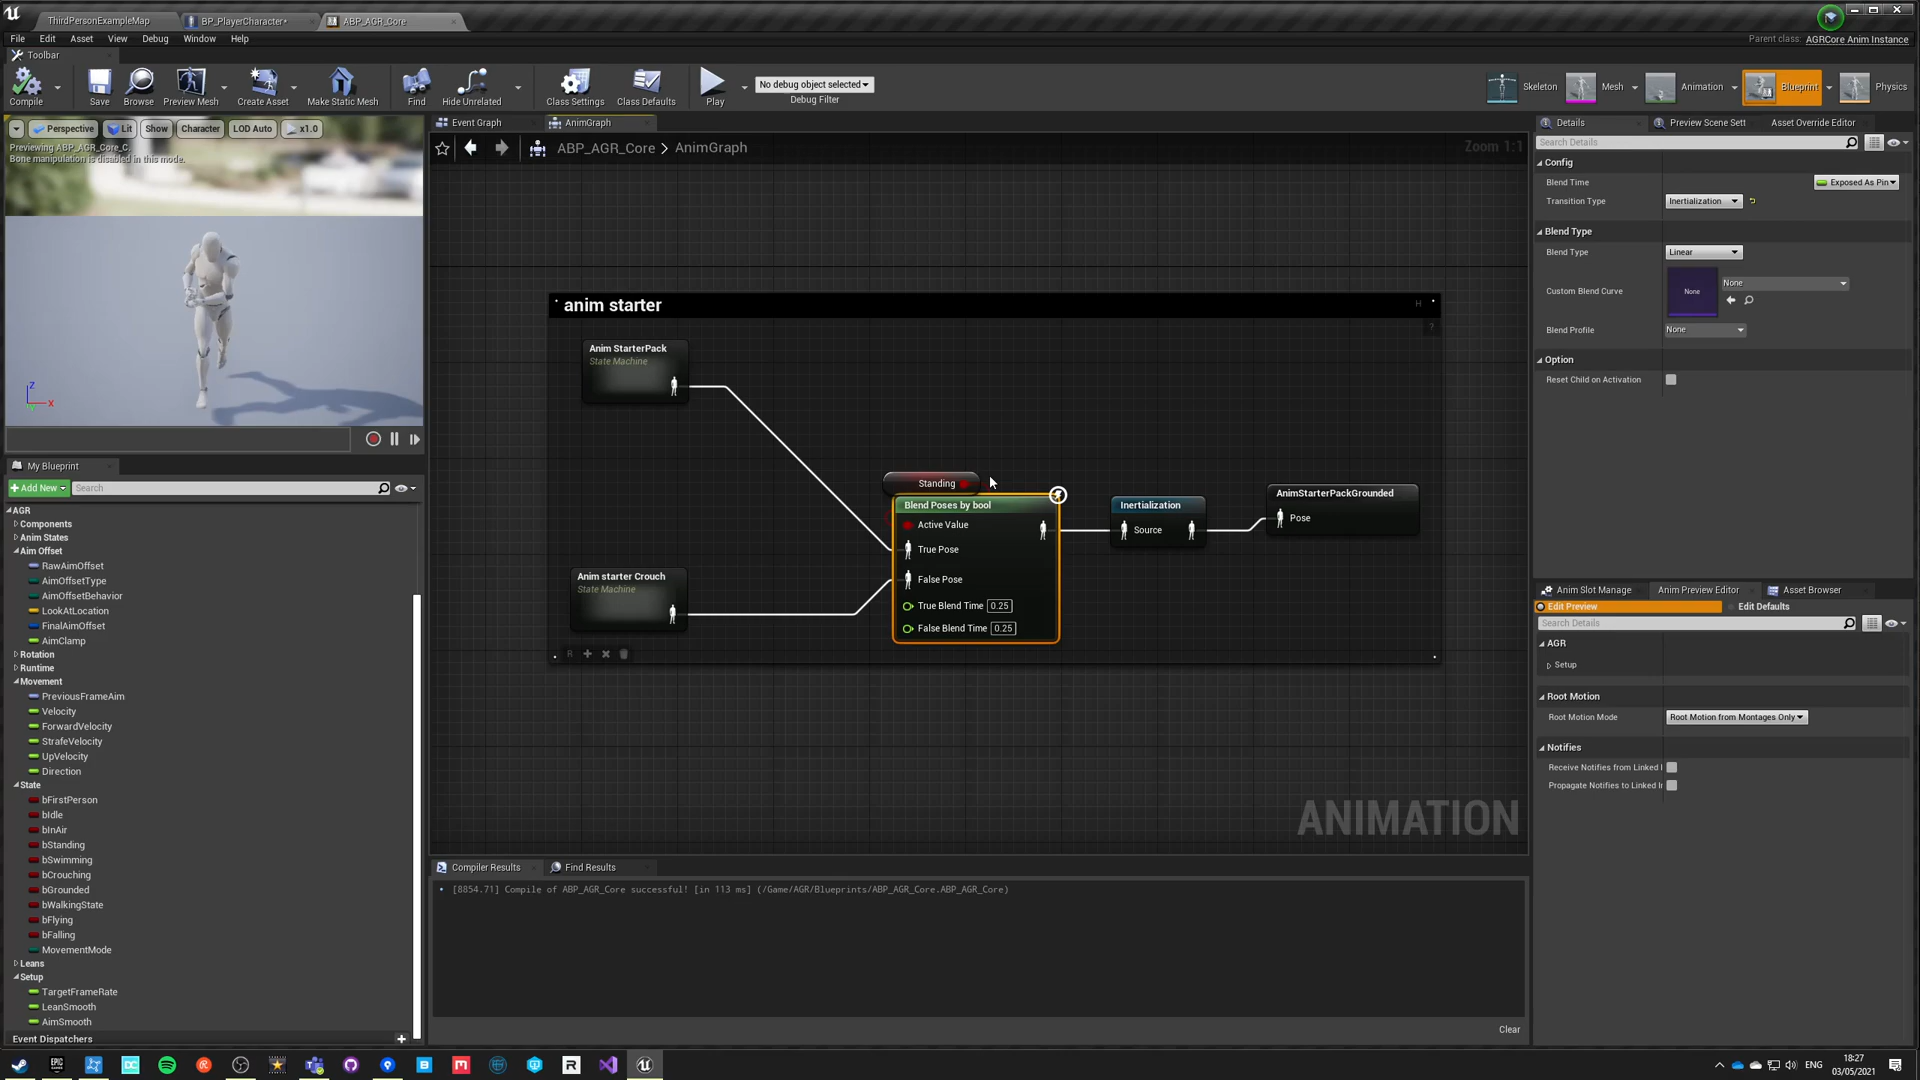 ThirdPersonExampleMap
BP_PlayerCharacter*
ABP_AGR_Core
File
Edit
Asset
View
Debug
Window
Help
Parent class: AGRCore Anim Instance
Toolbar
Compile
Save
Browse
Preview Mesh
Create Asset
Make Static Mesh
Find
Hide Unrelated
Class Settings
Class Defaults
Play
No debug object selected
Debug Filter
Skeleton
Mesh
Animation
Blueprint
Physics
Perspective
Lit
Show
Character
LOD Auto
x1.0
Previewing ABP_AGR_Core_C.
Bone manipulation is disabled in this mode.
Z
X
My Blueprint
Add New
Search
AGR
Components
Anim States
Aim Offset
RawAimOffset
AimOffsetType
AimOffsetBehavior
LookAtLocation
FinalAimOffset
AimClamp
Rotation
Runtime
Movement
PreviousFrameAim
Velocity
ForwardVelocity
StrafeVelocity
UpVelocity
Direction
State
bFirstPerson
bIdle
bInAir
bStanding
bSwimming
bCrouching
bGrounded
bWalkingState
bFlying
bFalling
MovementMode
Leans
Setup
TargetFrameRate
LeanSmooth
AimSmooth
Event Dispatchers
Event Graph
AnimGraph
ABP_AGR_Core > AnimGraph
Zoom 1:1
anim starter
H
?
Anim StarterPack
State Machine
Anim starter Crouch
State Machine
Standing
Blend Poses by bool
Active Value
True Pose
False Pose
True Blend Time 0.25
False Blend Time 0.25
Inertialization
Source
AnimStarterPackGrounded
Pose
R
ANIMATION
Compiler Results
Find Results
[8854.71] Compile of ABP_AGR_Core successful! [in 113 ms] (/Game/AGR/Blueprints/ABP_AGR_Core.ABP_AGR_Core)
Clear
Details
Preview Scene Sett
Asset Override Editor
Search Details
Config
Blend Time
Exposed As Pin
Transition Type
Inertialization
Blend Type
Blend Type
Linear
Custom Blend Curve
None
None
Blend Profile
None
Option
Reset Child on Activation
Anim Slot Manage
Anim Preview Editor
Asset Browser
Edit Preview
Edit Defaults
Search Details
AGR
Setup
Root Motion
Root Motion Mode
Root Motion from Montages Only
Notifies
Receive Notifies from Linked I
Propagate Notifies to Linked In
ENG
18:27
03/05/2021